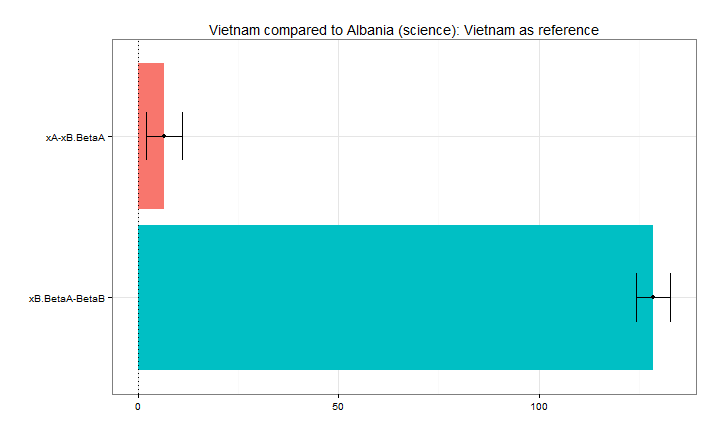 Vietnam compared to Albania (science): Vietnam as reference
xA-xB.BetaA
xB.BetaA-BetaB
0 50 100